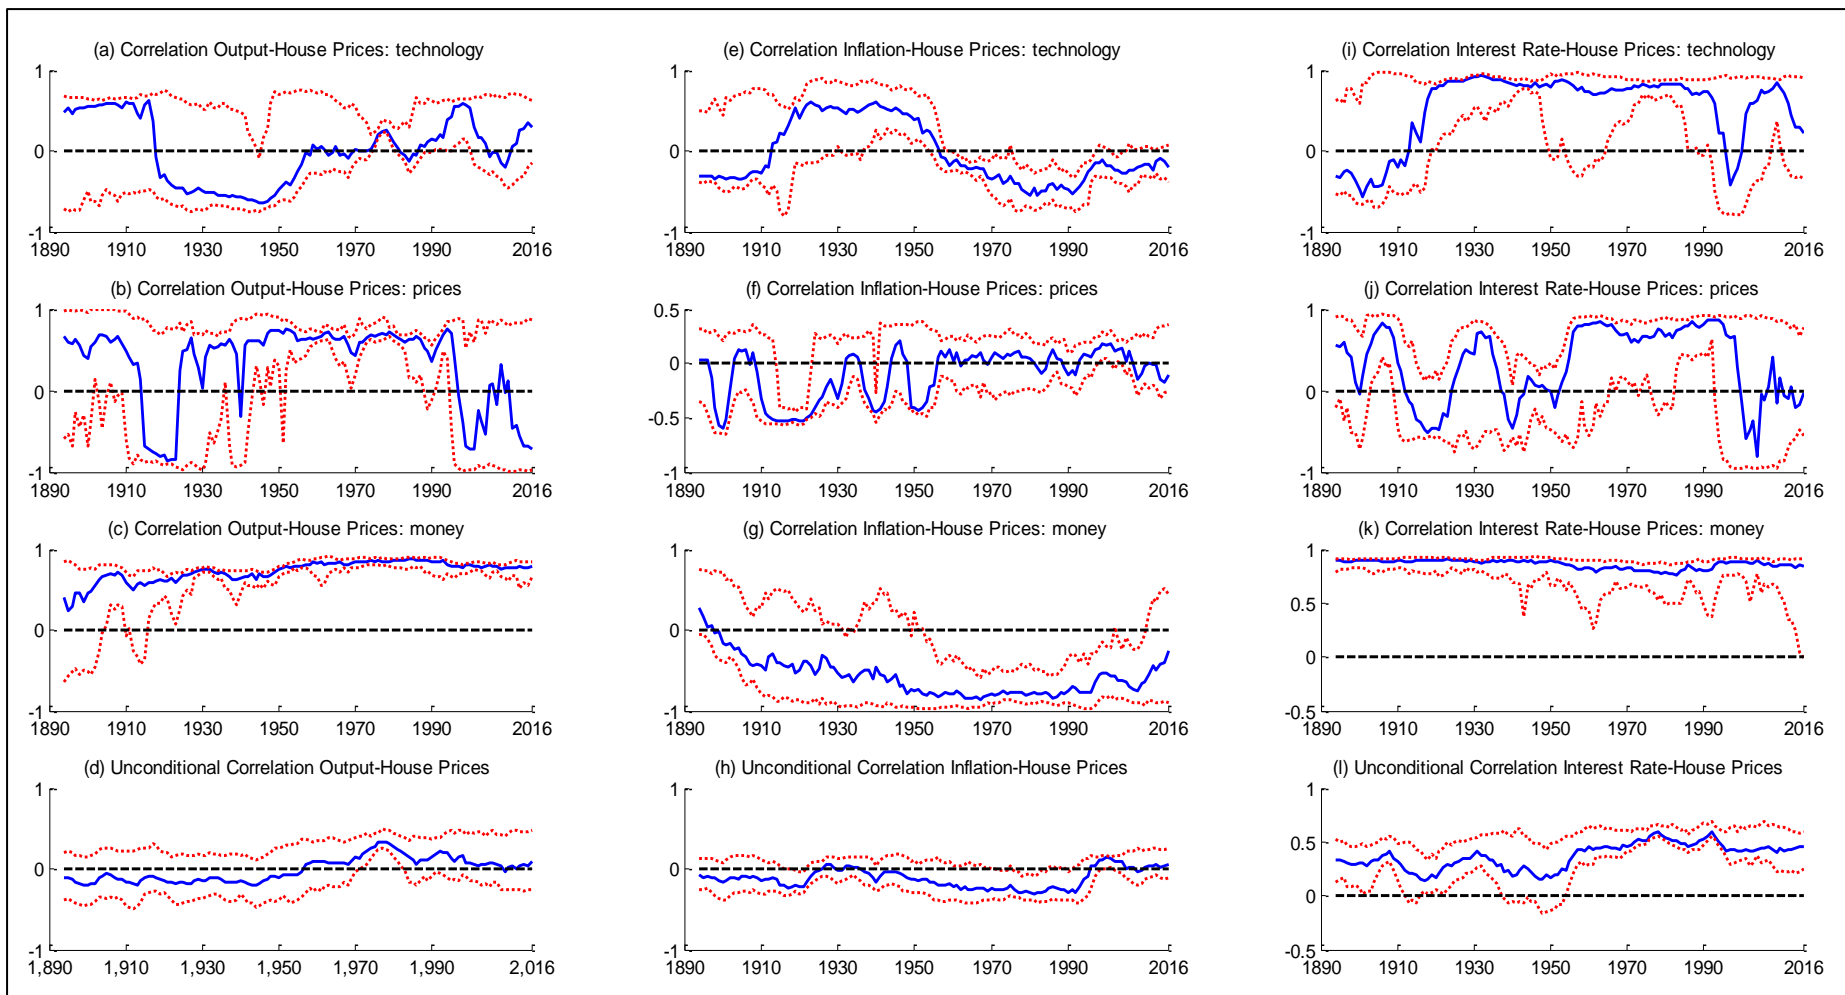 (a) Correlation Output-House Prices: technology
1
0
-1
1890 1910 1930 1950 1970 1990 2016
(e) Correlation Inflation-House Prices: technology
1
0
-1
1890 1910 1930 1950 1970 1990 2016
(i) Correlation Interest Rate-House Prices: technology
1
0
-1
1890 1910 1930 1950 1970 1990 2016
(b) Correlation Output-House Prices: prices
1
0
-1
1890 1910 1930 1950 1970 1990 2016
(f) Correlation Inflation-House Prices: prices
0.5
0
-0.5
-1
1890 1910 1930 1950 1970 1990 2016
(j) Correlation Interest Rate-House Prices: prices
1
0
-1
1890 1910 1930 1950 1970 1990 2016
(c) Correlation Output-House Prices: money
1
0
-1
1890 1910 1930 1950 1970 1990 2016
(g) Correlation Inflation-House Prices: money
1
0
-1
1890 1910 1930 1950 1970 1990 2016
(k) Correlation Interest Rate-House Prices: money
1
0.5
0
-0.5
1890 1910 1930 1950 1970 1990 2016
(d) Unconditional Correlation Output-House Prices
1
0
-1
1,890 1,910 1,930 1,950 1,970 1,990 2,016
(h) Unconditional Correlation Inflation-House Prices
1
0
-1
1890 1910 1930 1950 1970 1990 2016
(l) Unconditional Correlation Interest Rate-House Prices
1
0.5
0
-0.5
1890 1910 1930 1950 1970 1990 2016